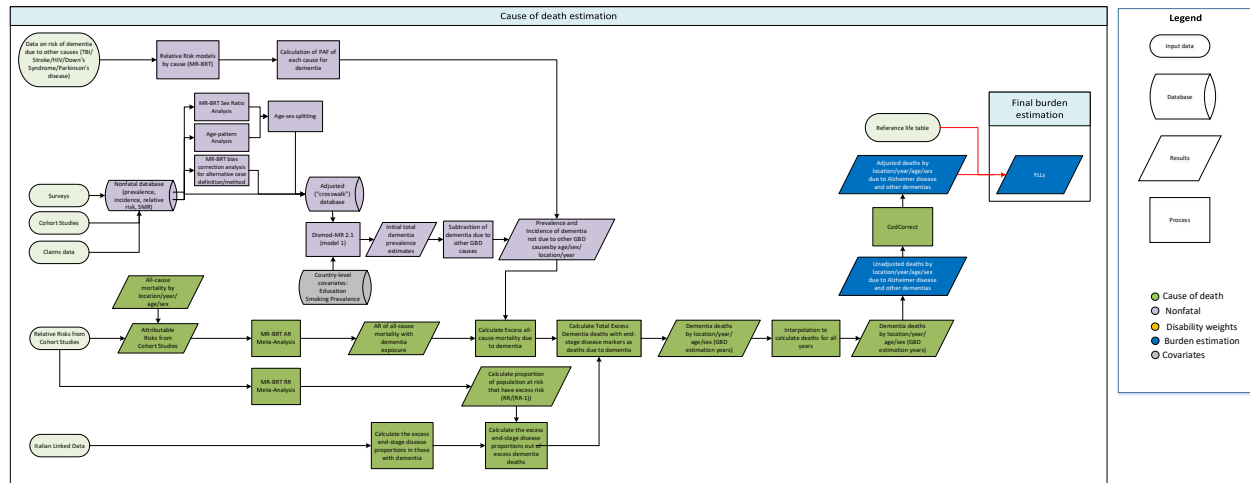 Cause of death estimation
Data on risk of dementia
due to other causes (TBI/
Stroke/HIV/Down's
Syndrome/Parkinson's
disease)
Relative Risk models
by cause (MR-BRT)
Calculation of PAF of
each cause for
dementia
MR-BRT Sex Ratio
Analysis
Age-pattern
Analysis
MR-BRT bias
correction analysis
for alternative case
definition/method
Age-sex splitting
Surveys
Cohort Studies
Claims data
Nonfatal database
(prevalence,
incidence, relative
risk, SMR)
Adjusted
("crosswalk")
database
Dismod-MR 2.1
(model 1)
Initial total
dementia
prevalence
estimates
Subtraction of
dementia due to
other GBD
causes
Prevalence and
Incidence of dementia
not due to other GBD
causesby age/sex/
location/year
Country-level
covariates:
Education
Smoking Prevalence
All-cause
mortality by
location/year/
age/sex
Relative Risks from
Cohort Studies
Attributable
Risks from
Cohort Studies
MR-BRT AR
Meta-Analysis
AR of all-cause
mortality with
dementia
exposure
Calculate Excess all-
cause mortality due
to dementia
Calculate Total Excess
Dementia deaths with end-
stage disease markers as
deaths due to dementia
Dementia deaths
by location/year/
age/sex (GBD
estimation years)
Interpolation to
calculate deaths for all
years
Dementia deaths
by location/year/
age/sex (GBD
estimation years)
MR-BRT RR
Meta-Analysis
Calculate proportion
of population at risk
that have excess risk
(RR/(RR-1))
Italian Linked Data
Calculate the excess
end-stage disease
proportions in those
with dementia
Calculate the excess
end-stage disease
proportions out of
excess dementia
deaths
Unadjusted deaths by
location/year/age/sex
due to Alzheimer disease
and other dementias
CodCorrect
Adjusted deaths by
location/year/age/sex
due to Alzheimer disease
and other dementias
Reference life table
Final burden
estimation
YLLs
Legend
Input data
Database
Results
Process
Cause of death
Nonfatal
Disability weights
Burden estimation
Covariates